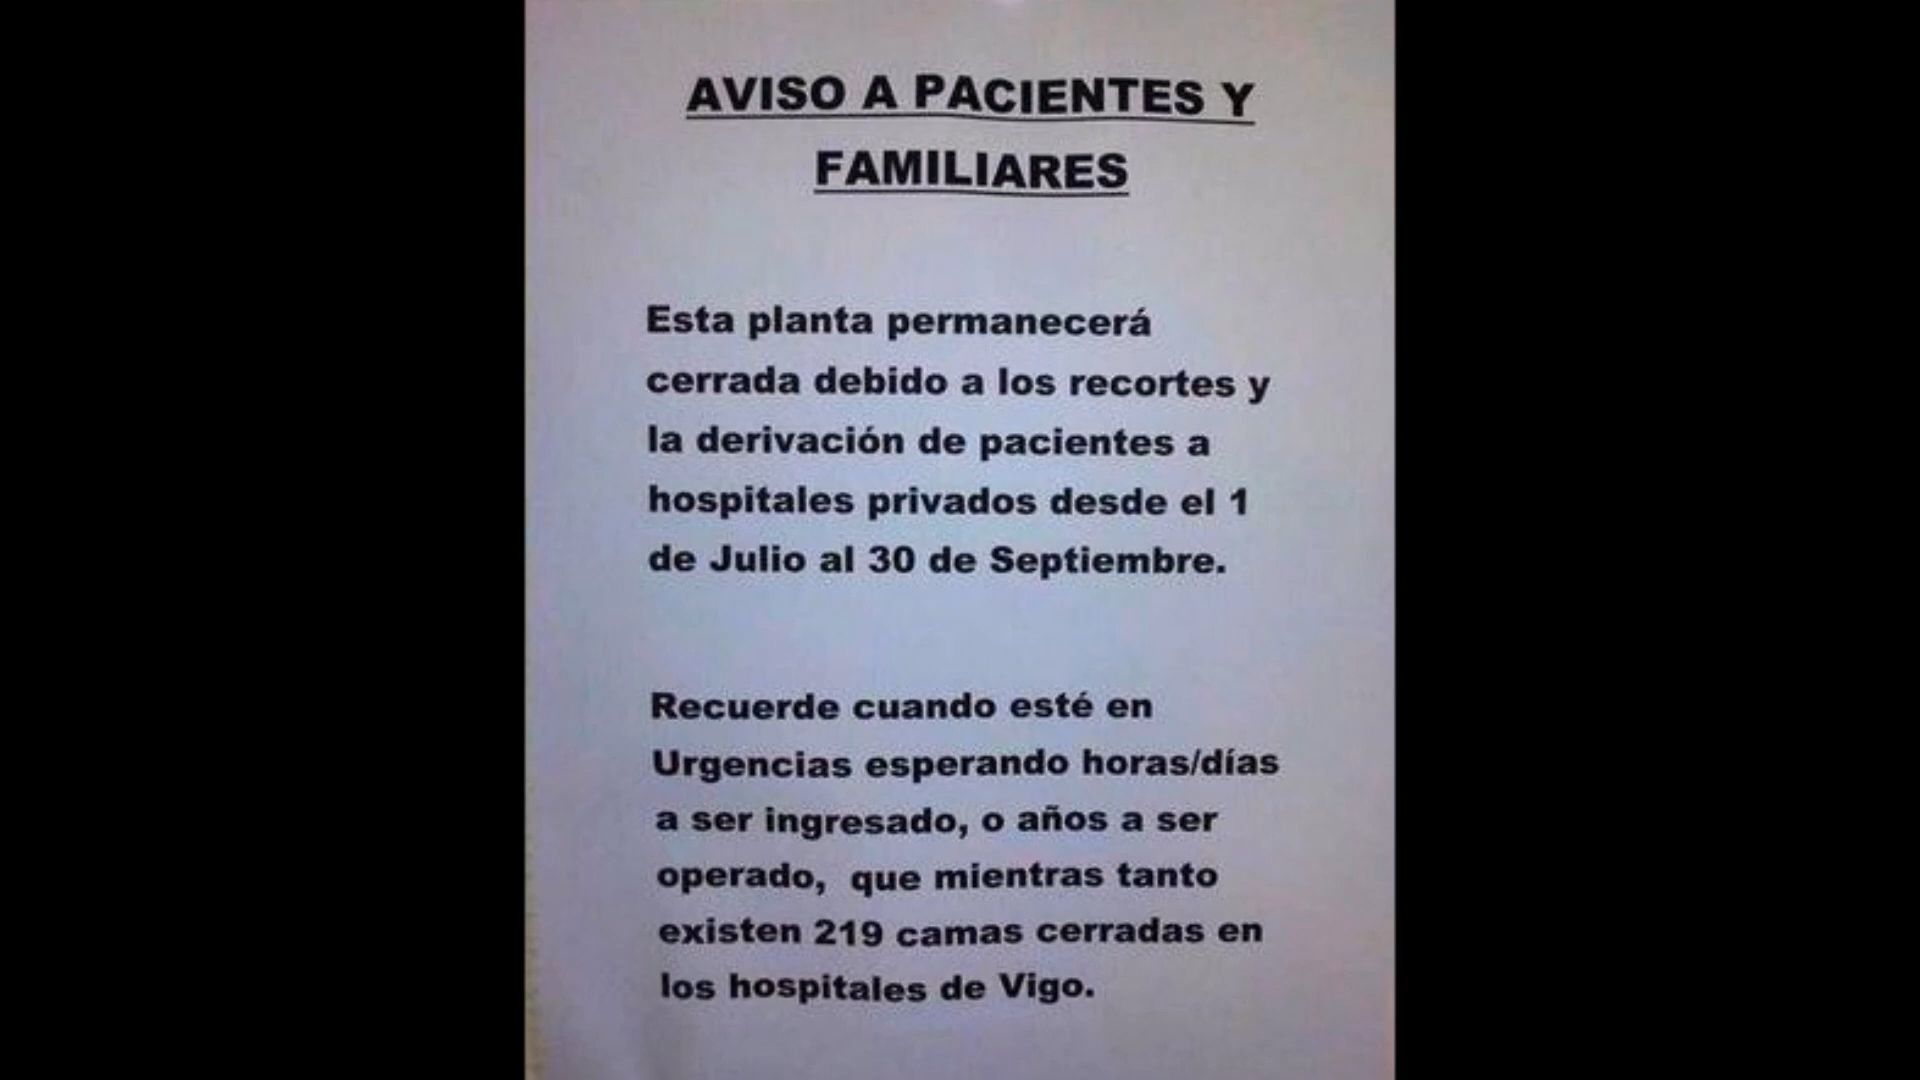 AVISO A PACIENTES Y
FAMILIARES
Esta planta permanecerá
cerrada debido a los recortes y
la derivación de pacientes a
hospitales privados desde el 1
de Julio al 30 de Septiembre.
Recuerde cuando esté en
Urgencias esperando horas/días
a ser ingresado, o años a ser
operado, que mientras tanto
existen 219 camas cerradas en
los hospitales de Vigo.